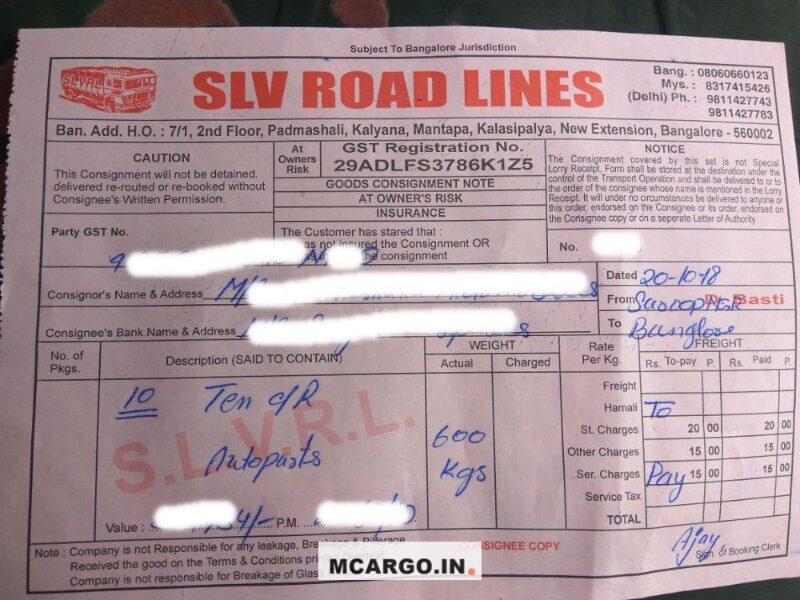 Subject To Bangalore Jurisdiction
S.L.V.R.L.
SLV ROAD LINES
Bang. : 08060660123
Mys. : 8317415426
(Delhi) Ph. : 9811427743
9811427783
Ban. Add. H.O. : 7/1, 2nd Floor, Padmashali, Kalyana, Mantapa, Kalasipalya, New Extension, Bangalore - 560002
CAUTION
This Consignment will not be detained.
delivered re-routed or re-booked without
Consignee's Written Permission.
At
Owners
Risk
GST Registration No.
29ADLFS3786K1Z5
GOODS CONSIGNMENT NOTE
AT OWNER'S RISK
INSURANCE
NOTICE
The Consignment covered by this set is not Special
Lorry Receipt, Form shall be stored at the destination under the
control of the Transport Operation and shall be delivered to or to
the order of the consignee whose name is mentioned in the Lorry
Receipt. It will under no circumstances be delivered to anyone or
this order, endorsed on the Consignee or its order, endorsed on
the Corisignee copy or on a seperate Letter of Authority
Party GST No.
The Customer has stared that :
as not insured the Consignment OR
the consignment
No.
Consignor's Name & Address M/
Dated 20-10-18
From Basti
Consignee's Bank Name & Address
To Banglore
No. of
Pkgs.
Description (SAID TO CONTAIN)
WEIGHT
Actual Charged
Rate
Per Kg.
FREIGHT
Rs. To-pay P. Rs. Paid P.
10 Ten c/R
Autoparts
600
Kgs
Freight
Hamali To
St. Charges 20 00 20 00
Other Charges 15 00 15 00
Ser. Charges Pay 15 00 15 00
Service Tax
TOTAL
S.L.V.R.L.
Value : 4/- P.M.
Ajay
Sign. of Booking Clerk
Note : Company is not Responsible for any leakage, Breakage &
Received the good on the Terms & Conditions
Company is not Responsible for Breakage of
CONSIGNEE COPY
MCARGO.IN.